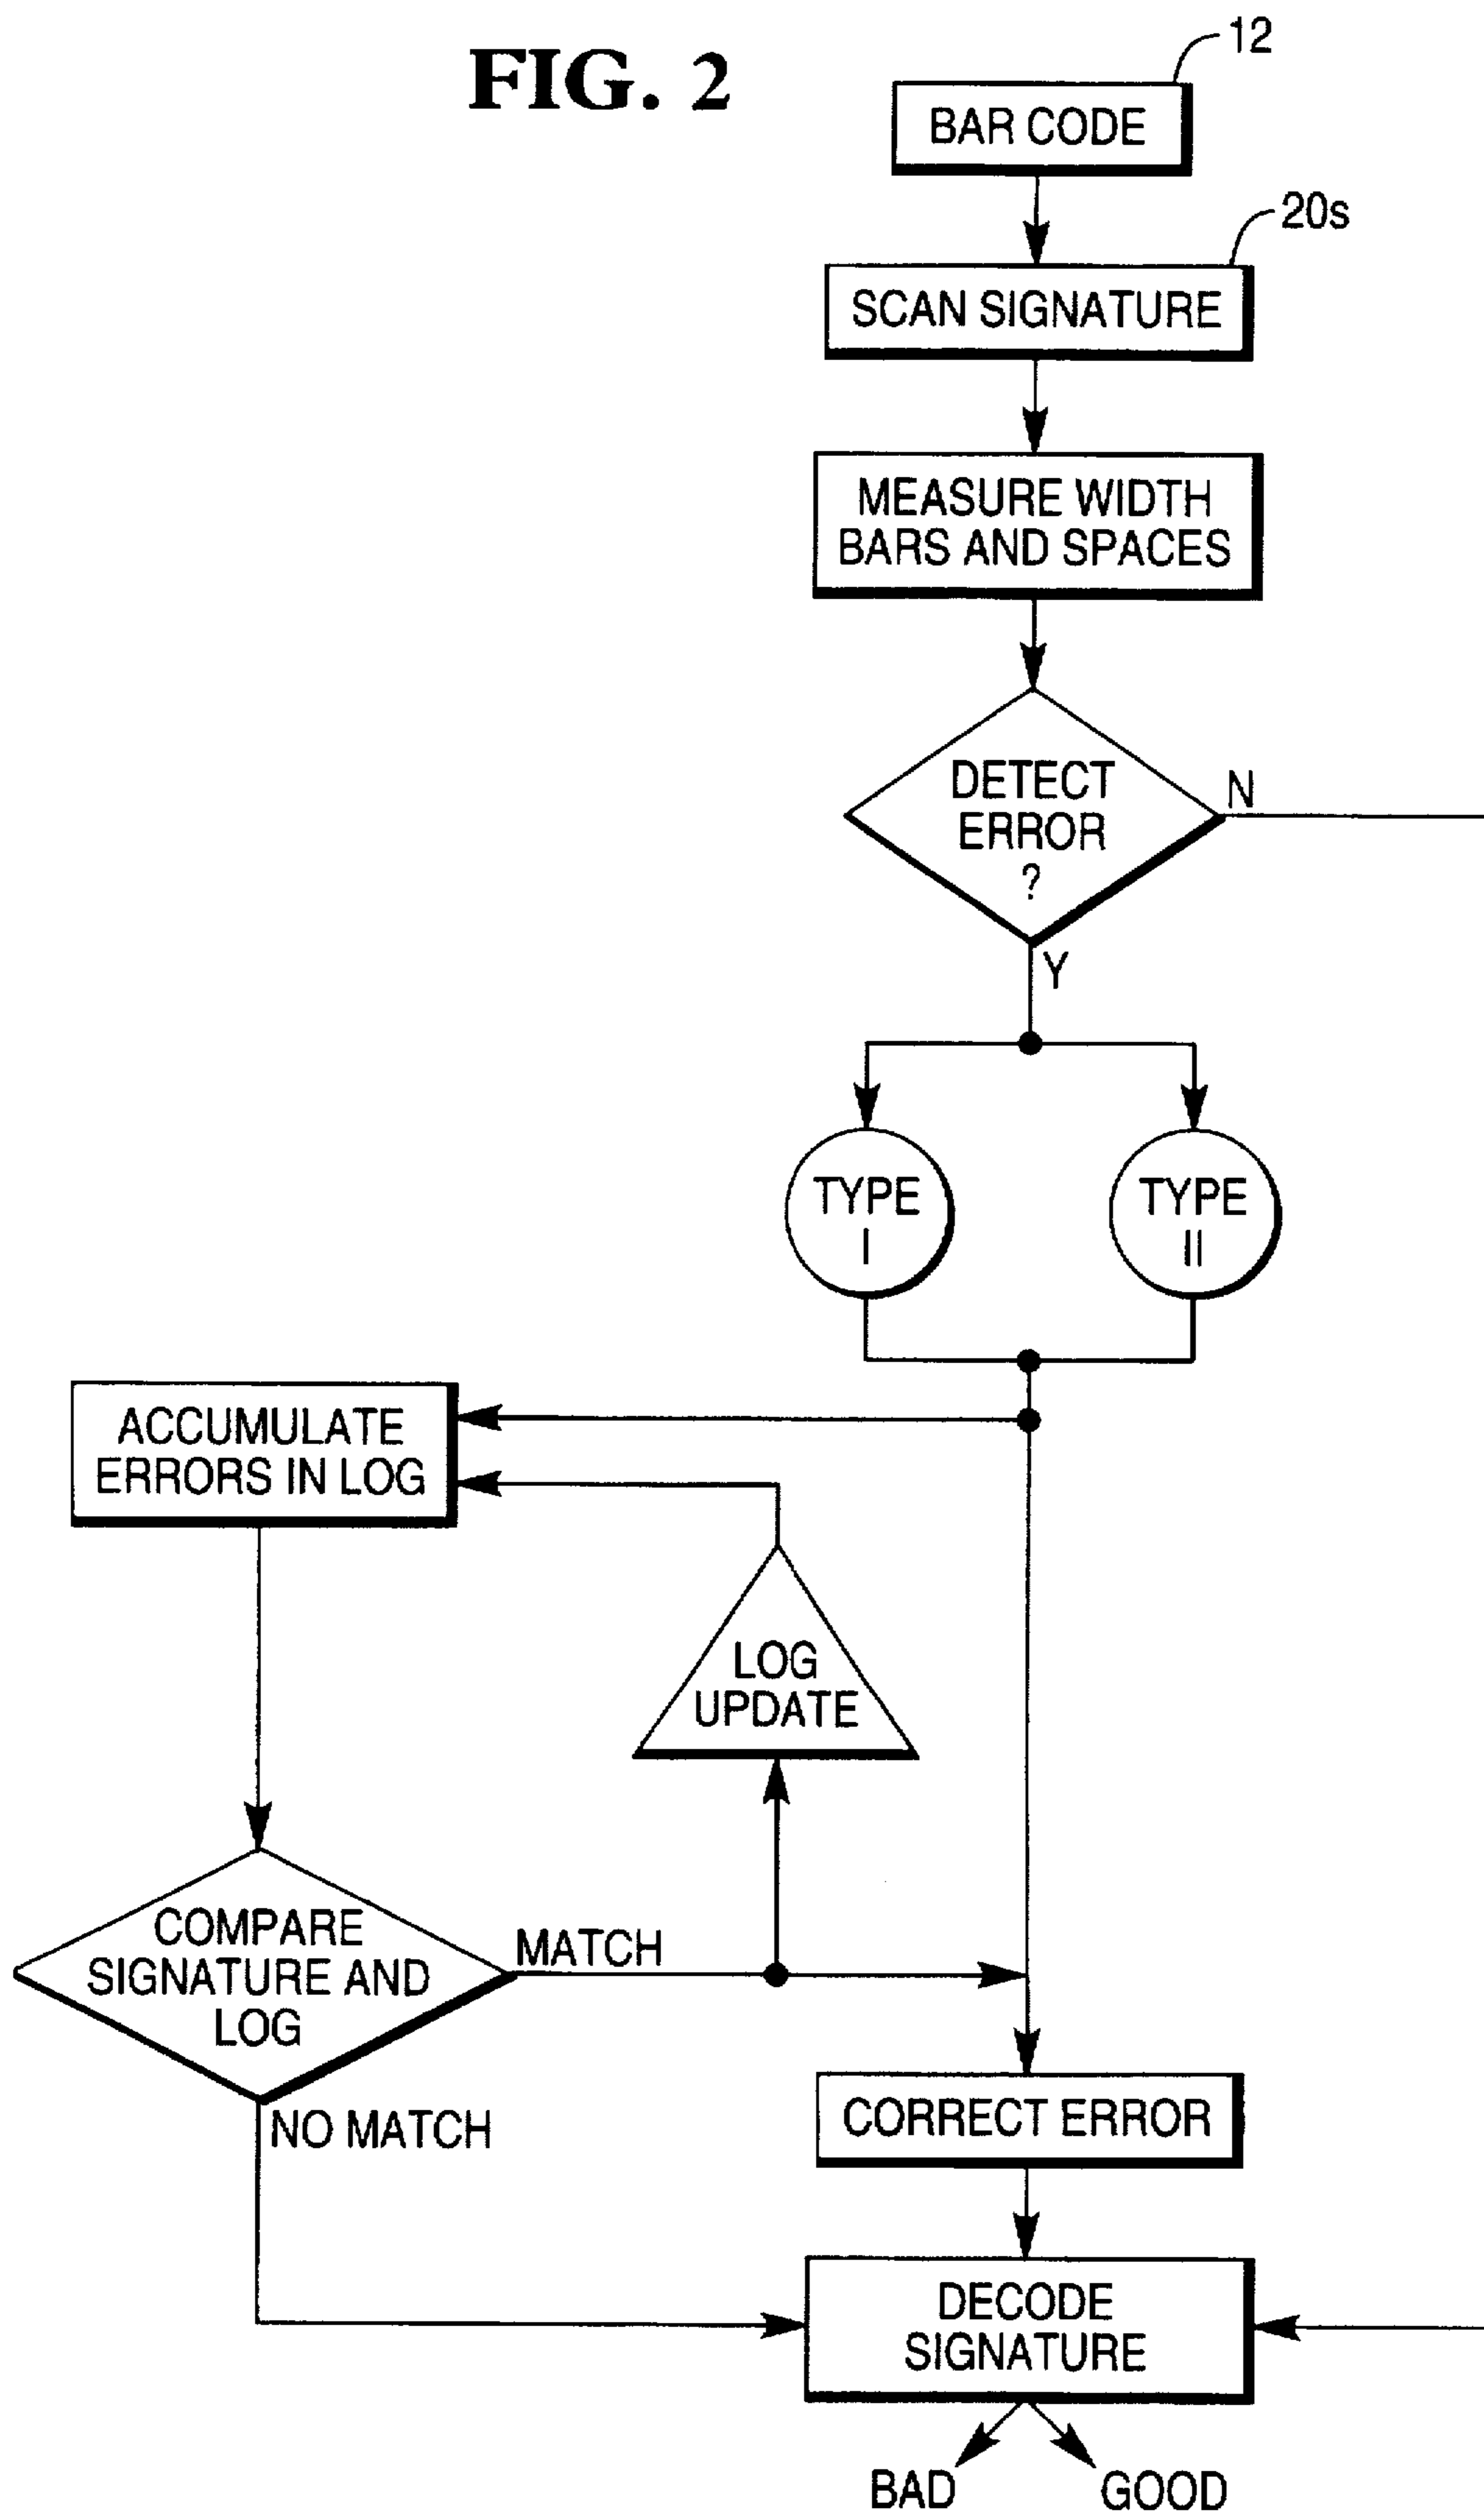 FIG. 2
12
BAR CODE
20s
SCAN SIGNATURE
MEASURE WIDTH
BARS AND SPACES
DETECT
ERROR
?
N
Y
TYPE
I
TYPE
II
ACCUMULATE
ERRORS IN LOG
LOG
UPDATE
COMPARE
SIGNATURE AND
LOG
MATCH
NO MATCH
CORRECT ERROR
DECODE
SIGNATURE
BAD
GOOD